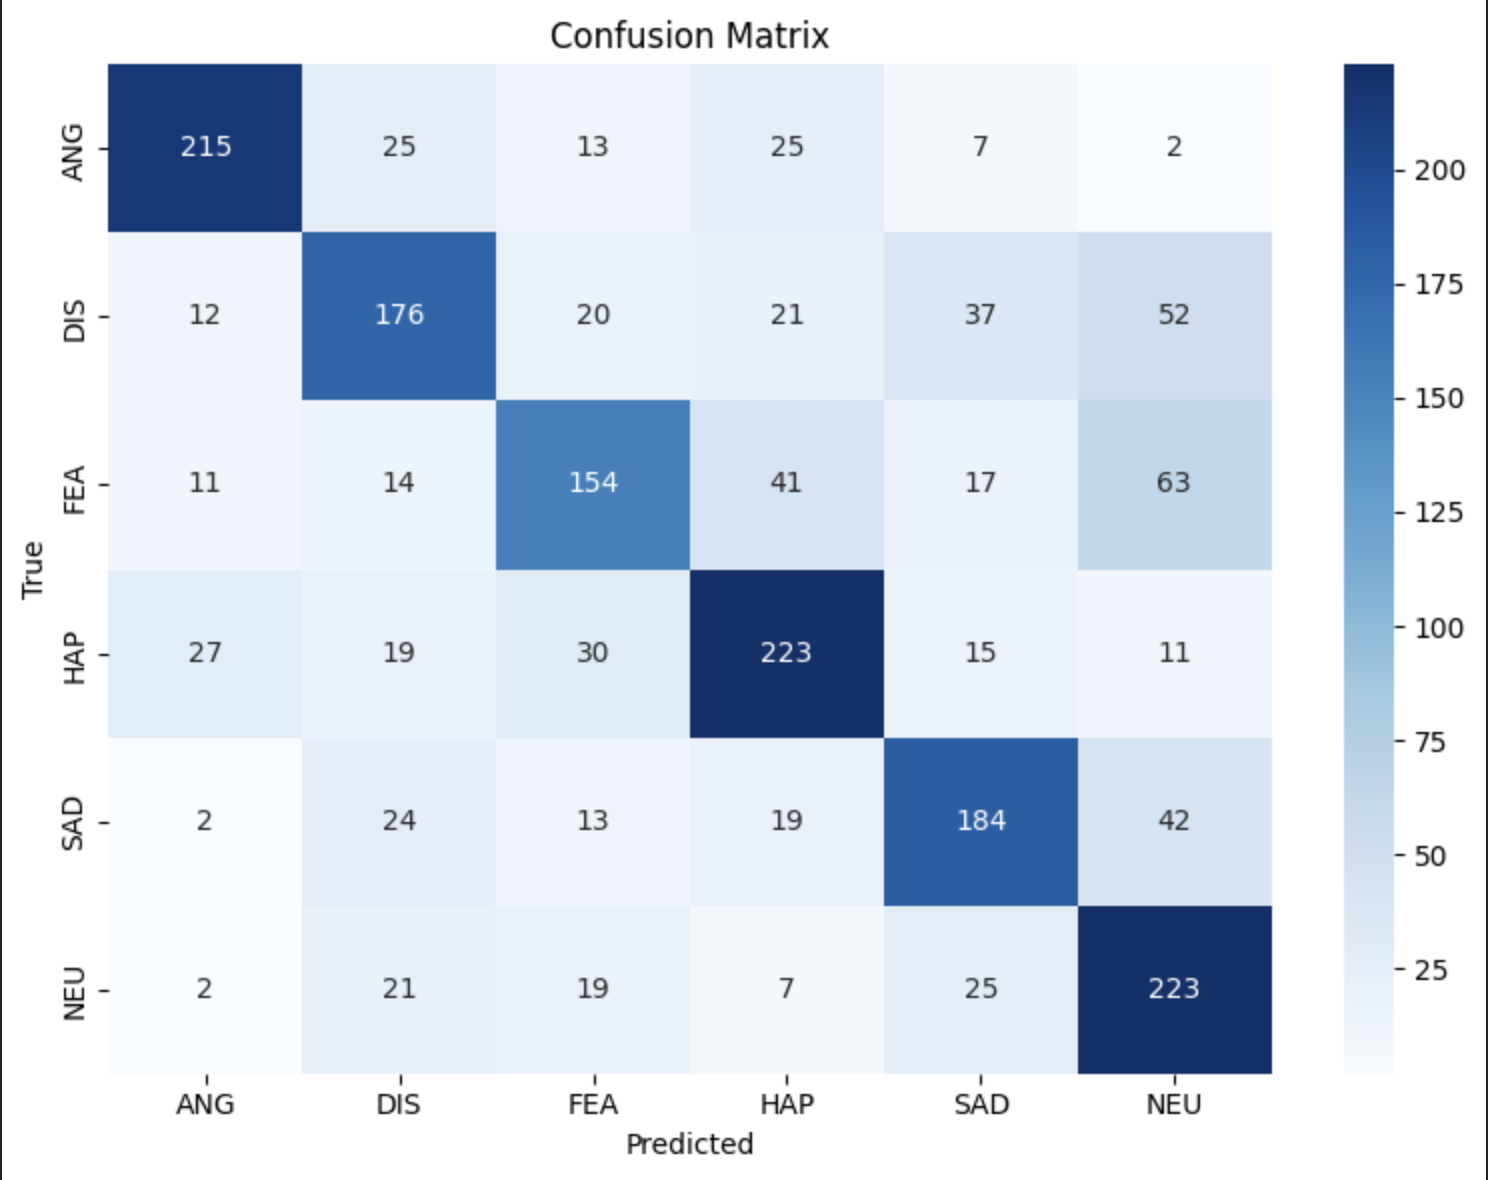 Confusion Matrix
ANG 215 25 13 25 7 2
DIS 12 176 20 21 37 52
FEA 11 14 154 41 17 63
HAP 27 19 30 223 15 11
SAD 2 24 13 19 184 42
NEU 2 21 19 7 25 223
True
ANG DIS FEA HAP SAD NEU
Predicted
200
175
150
125
100
75
50
25